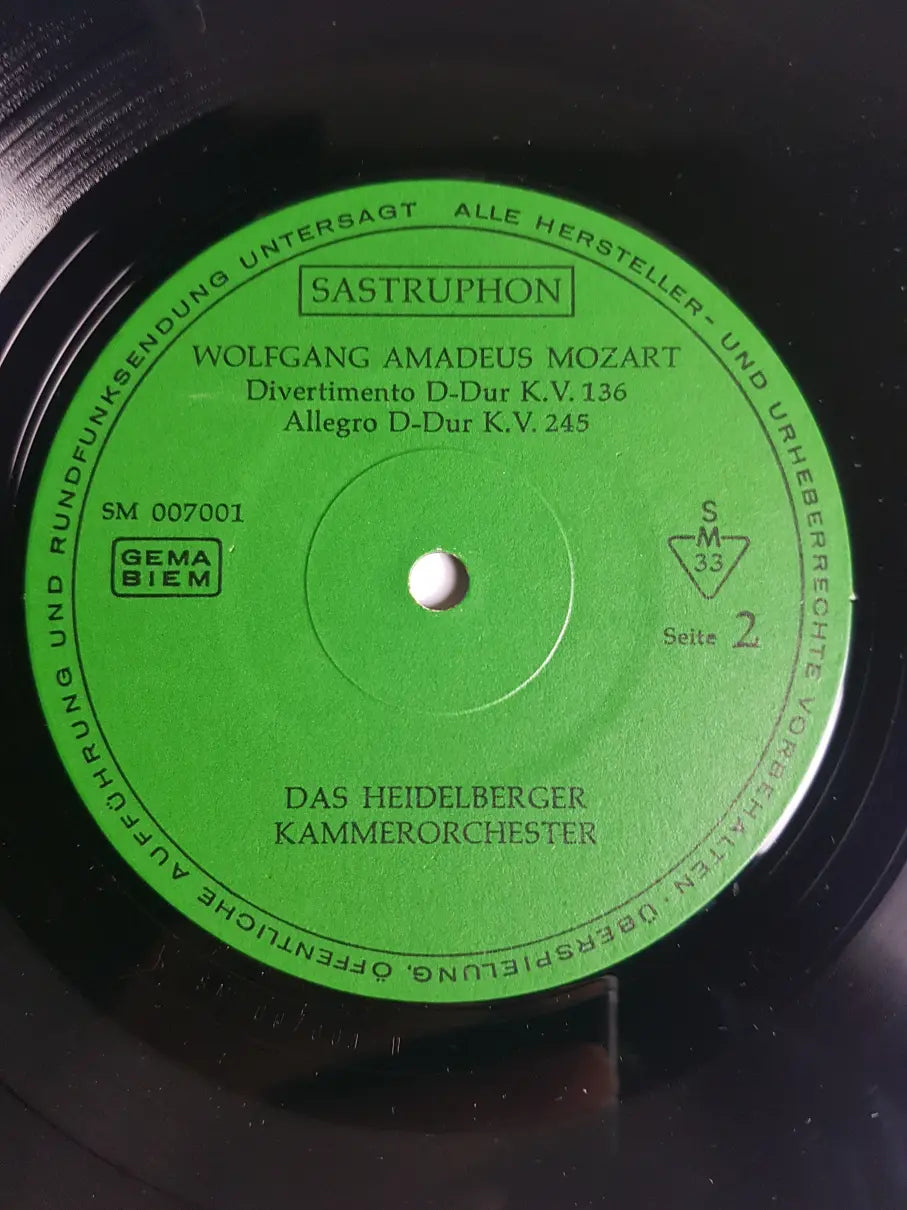 ALLE HERSTELLER- UND URHEBERRECHTE VORBEHALTEN · ÜBERSPIELUNG, ÖFFENTLICHE AUFFÜHRUNG UND RUNDFUNKSENDUNG UNTERSAGT
SASTRUPHON
WOLFGANG AMADEUS MOZART
Divertimento D-Dur K.V. 136
Allegro D-Dur K.V. 245
SM 007001
GEMA
BIEM
S
M
33
Seite 2
DAS HEIDELBERGER
KAMMERORCHESTER